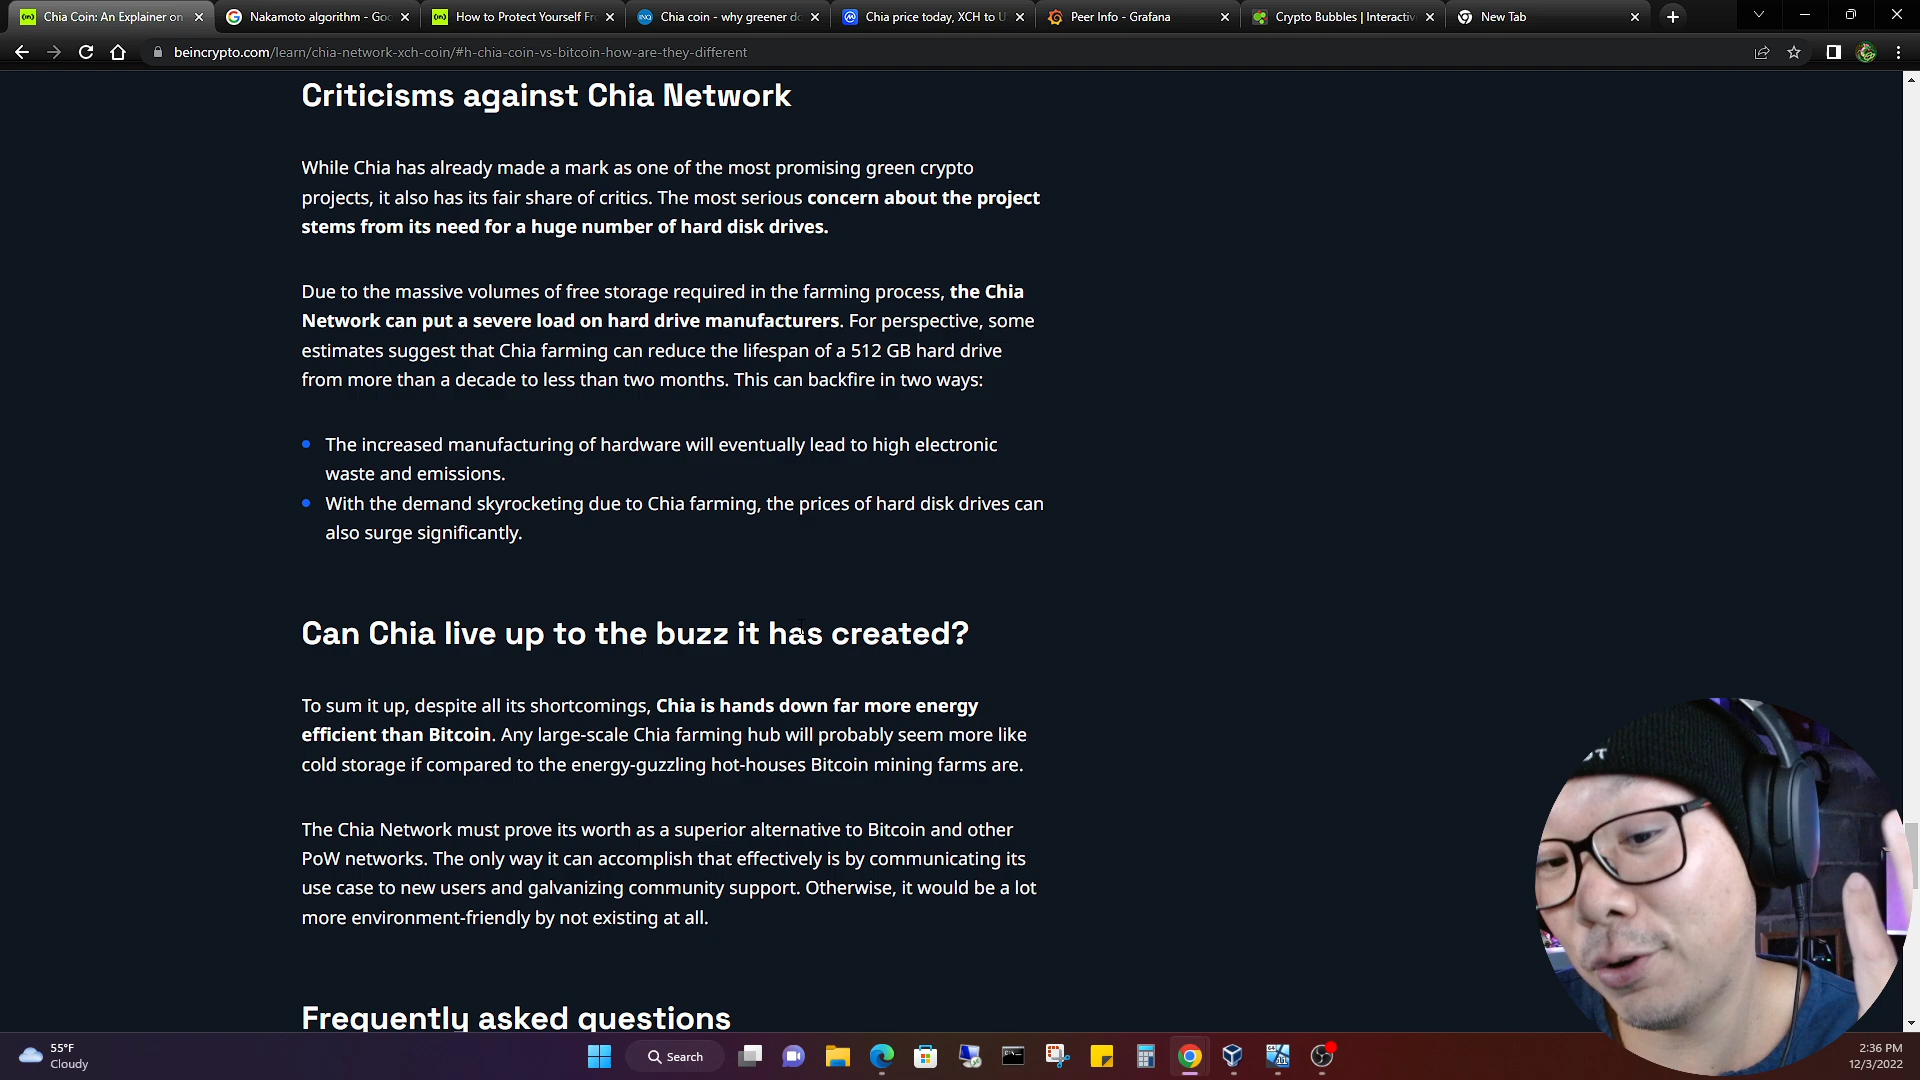 Chia Coin: An Explainer on
Nakamoto algorithm - Goo
How to Protect Yourself Fr
Chia coin - why greener do
Chia price today, XCH to U
Peer Info - Grafana
Crypto Bubbles | Interactiv
New Tab
beincrypto.com/learn/chia-network-xch-coin/#h-chia-coin-vs-bitcoin-how-are-they-different
Criticisms against Chia Network
While Chia has already made a mark as one of the most promising green crypto
projects, it also has its fair share of critics. The most serious concern about the project
stems from its need for a huge number of hard disk drives.
Due to the massive volumes of free storage required in the farming process, the Chia
Network can put a severe load on hard drive manufacturers. For perspective, some
estimates suggest that Chia farming can reduce the lifespan of a 512 GB hard drive
from more than a decade to less than two months. This can backfire in two ways:
The increased manufacturing of hardware will eventually lead to high electronic
waste and emissions.
With the demand skyrocketing due to Chia farming, the prices of hard disk drives can
also surge significantly.
Can Chia live up to the buzz it has created?
To sum it up, despite all its shortcomings, Chia is hands down far more energy
efficient than Bitcoin. Any large-scale Chia farming hub will probably seem more like
cold storage if compared to the energy-guzzling hot-houses Bitcoin mining farms are.
The Chia Network must prove its worth as a superior alternative to Bitcoin and other
PoW networks. The only way it can accomplish that effectively is by communicating its
use case to new users and galvanizing community support. Otherwise, it would be a lot
more environment-friendly by not existing at all.
Frequently asked questions
55°F
Cloudy
Search
2:36 PM
12/3/2022